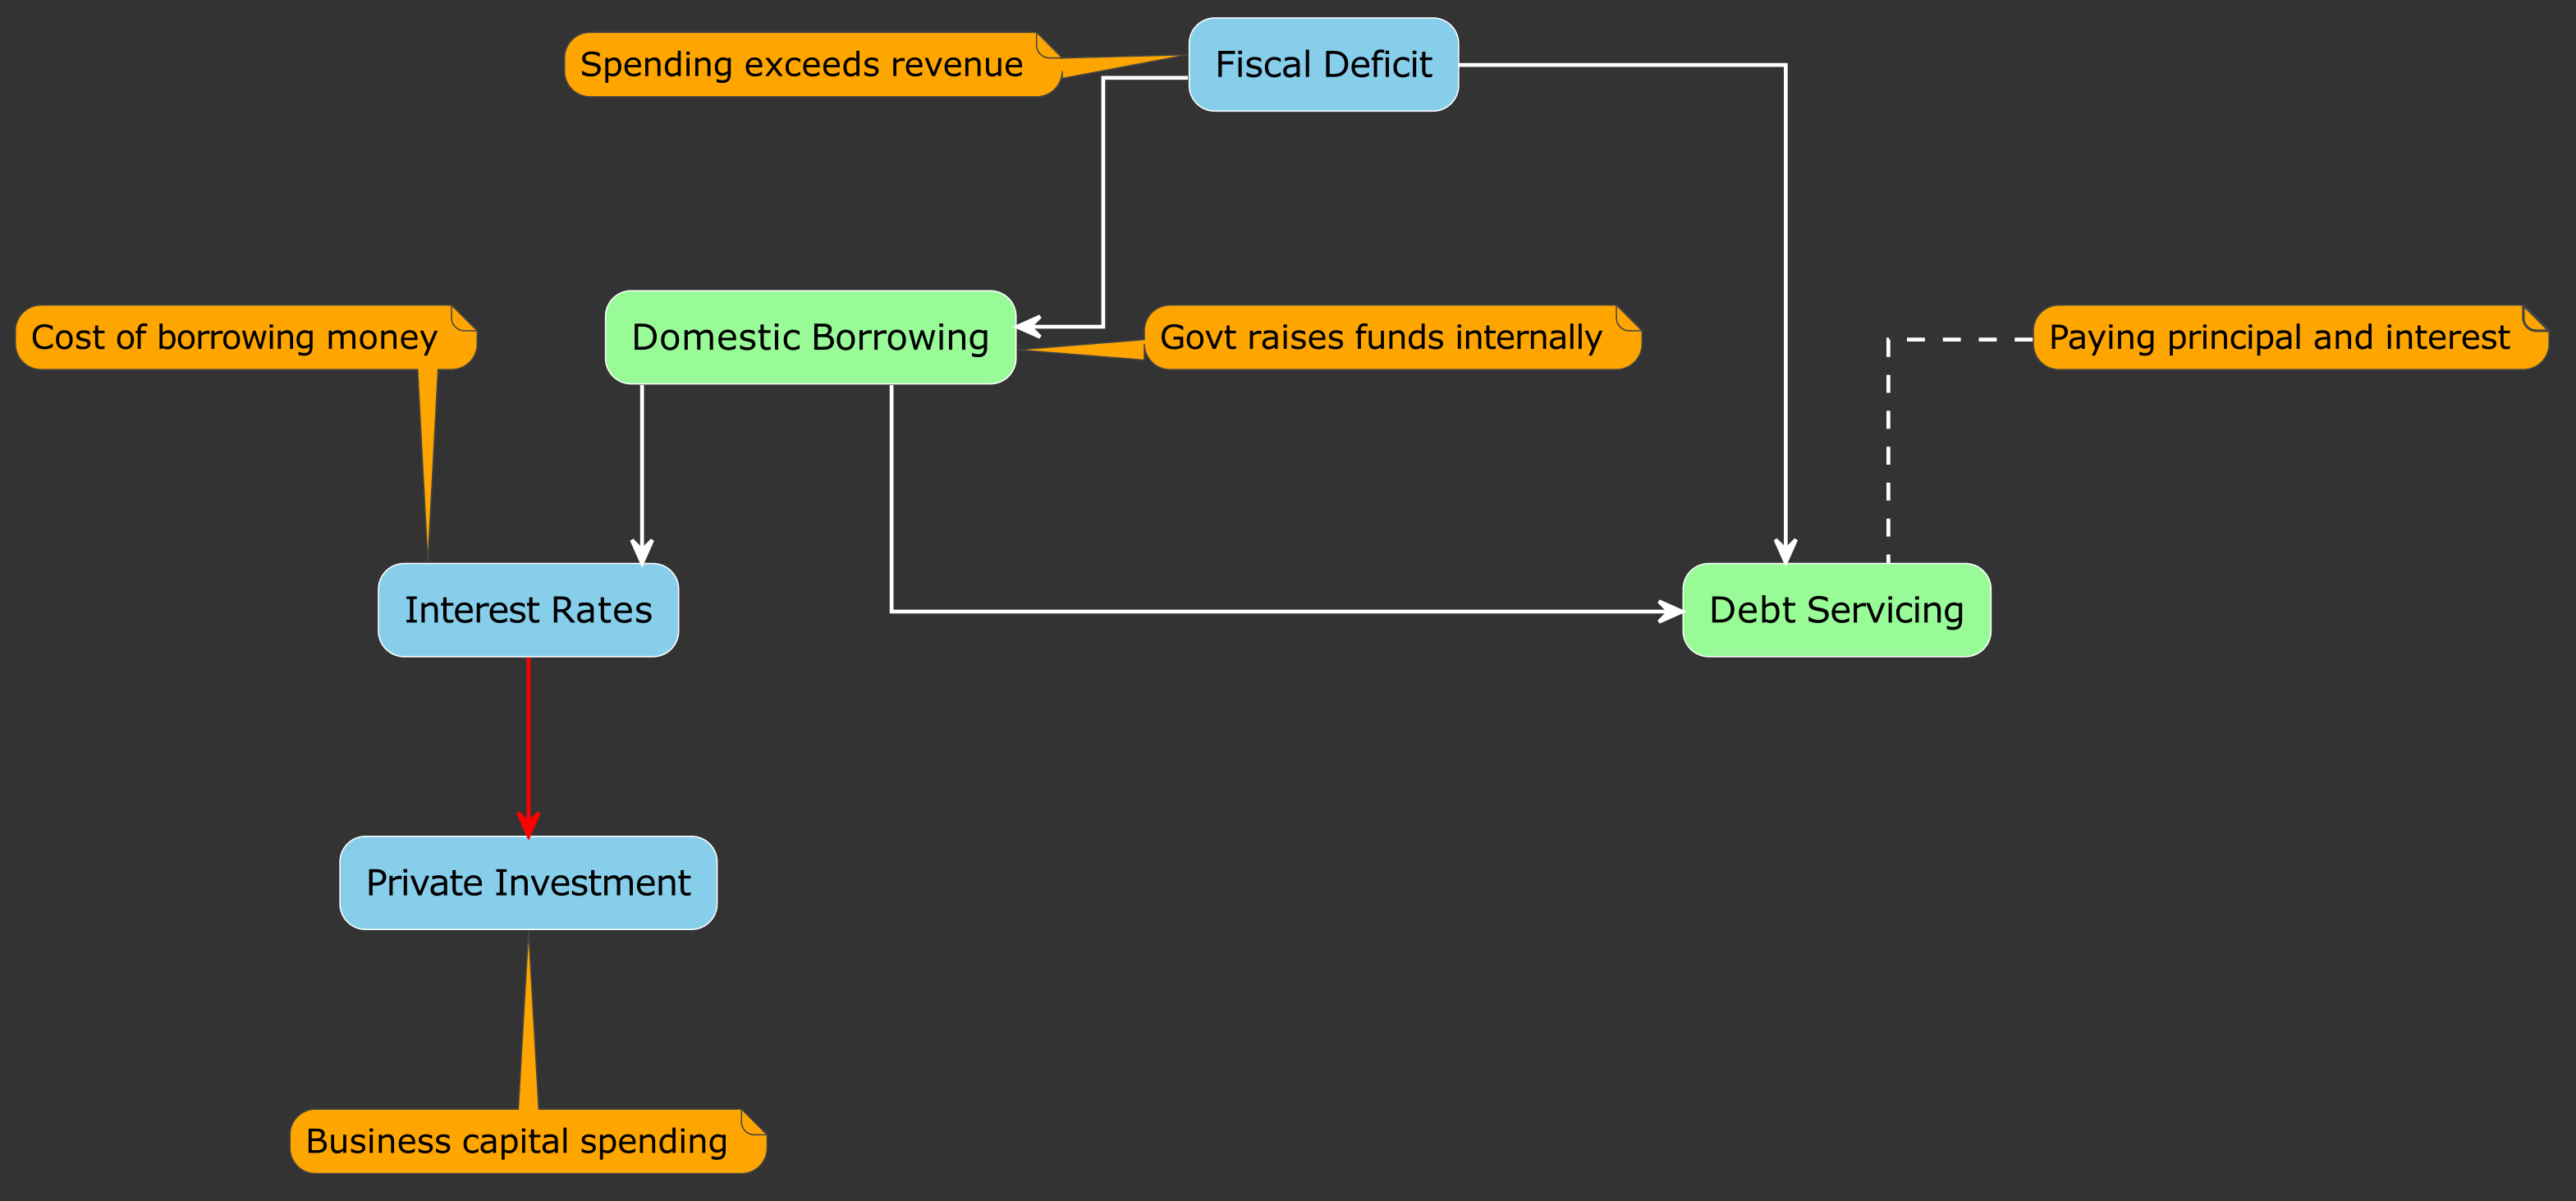 Spending exceeds revenue
Fiscal Deficit
Cost of borrowing money
Domestic Borrowing
Govt raises funds internally
Paying principal and interest
Interest Rates
Debt Servicing
Private Investment
Business capital spending